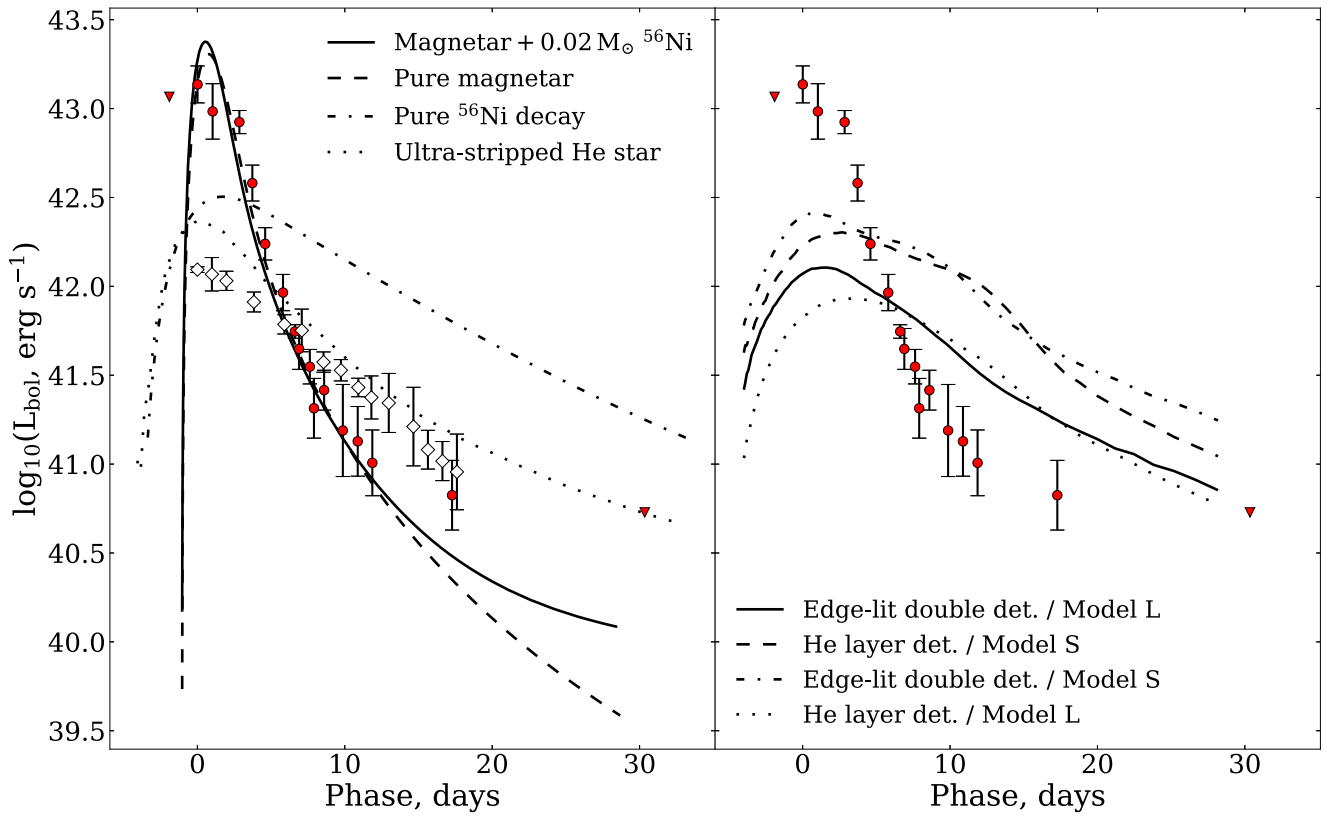 43.5
43.0
42.5
42.0
41.5
41.0
40.5
40.0
39.5
log₁₀(L_bol, erg s⁻¹)
Magnetar + 0.02 M☉ ⁵⁶Ni
Pure magnetar
Pure ⁵⁶Ni decay
Ultra-stripped He star
0 10 20 30
Phase, days
Edge-lit double det. / Model L
He layer det. / Model S
Edge-lit double det. / Model S
He layer det. / Model L
0 10 20 30
Phase, days